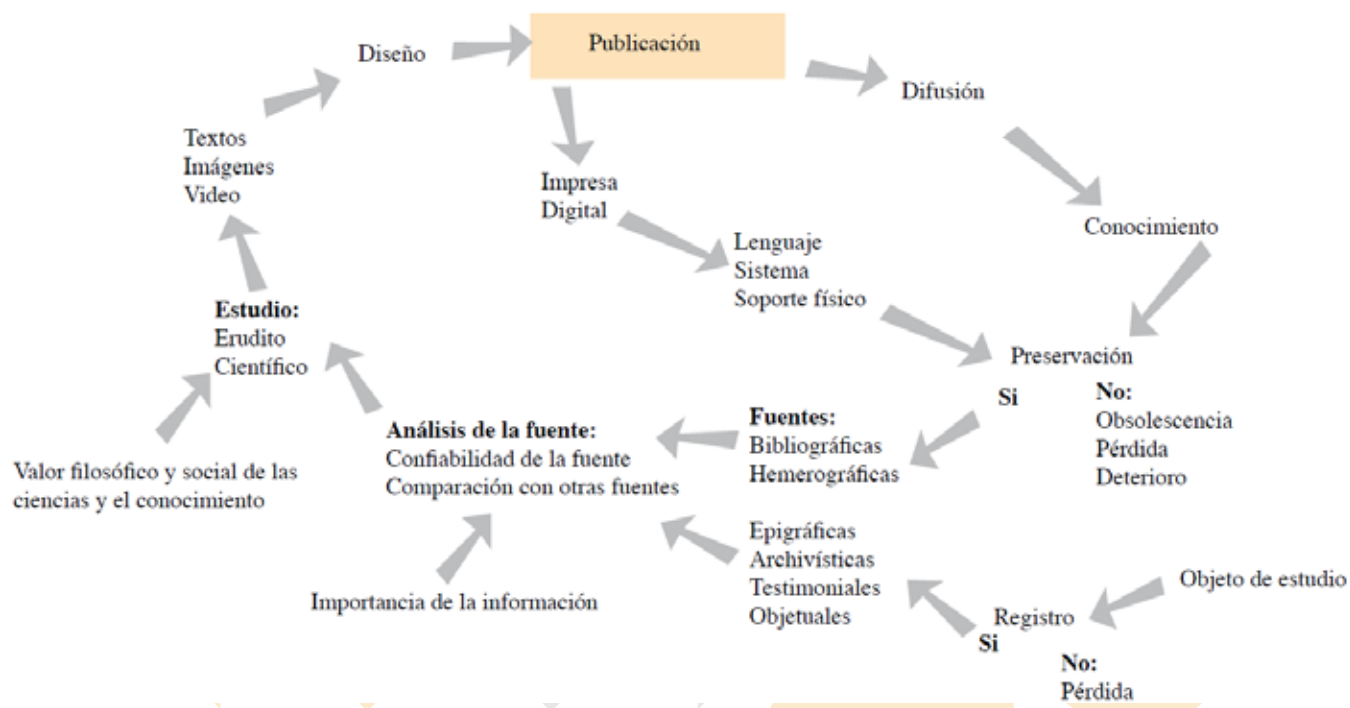 Publicación
Diseño
Difusión
Textos
Imágenes
Video
Impresa
Digital
Conocimiento
Lenguaje
Sistema
Soporte físico
Estudio:
Erudito
Científico
Preservación
Si
No:
Obsolescencia
Pérdida
Deterioro
Fuentes:
Bibliográficas
Hemerográficas
Análisis de la fuente:
Confiabilidad de la fuente
Comparación con otras fuentes
Valor filosófico y social de las
ciencias y el conocimiento
Epigráficas
Archivísticas
Testimoniales
Objetuales
Importancia de la información
Objeto de estudio
Registro
Si
No:
Pérdida